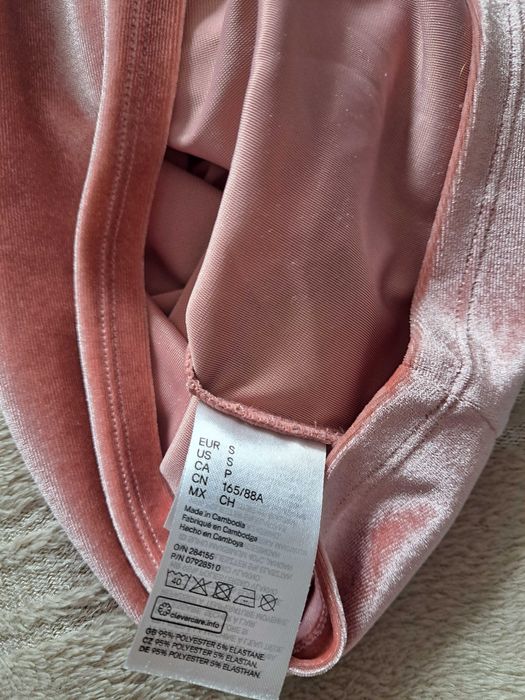 EUR S
US S
CA P
CN 165/88A
MX CH
Made in Cambodia
Fabriqué en Cambodge
Hecho en Camboya
O/N 284155
P/N 07928510
40
clevercare.info
GB 95% POLYESTER 5% ELASTANE.
CZ 95% POLYESTER 5% ELASTAN.
DE 95% POLYESTER 5% ELASTHAN.